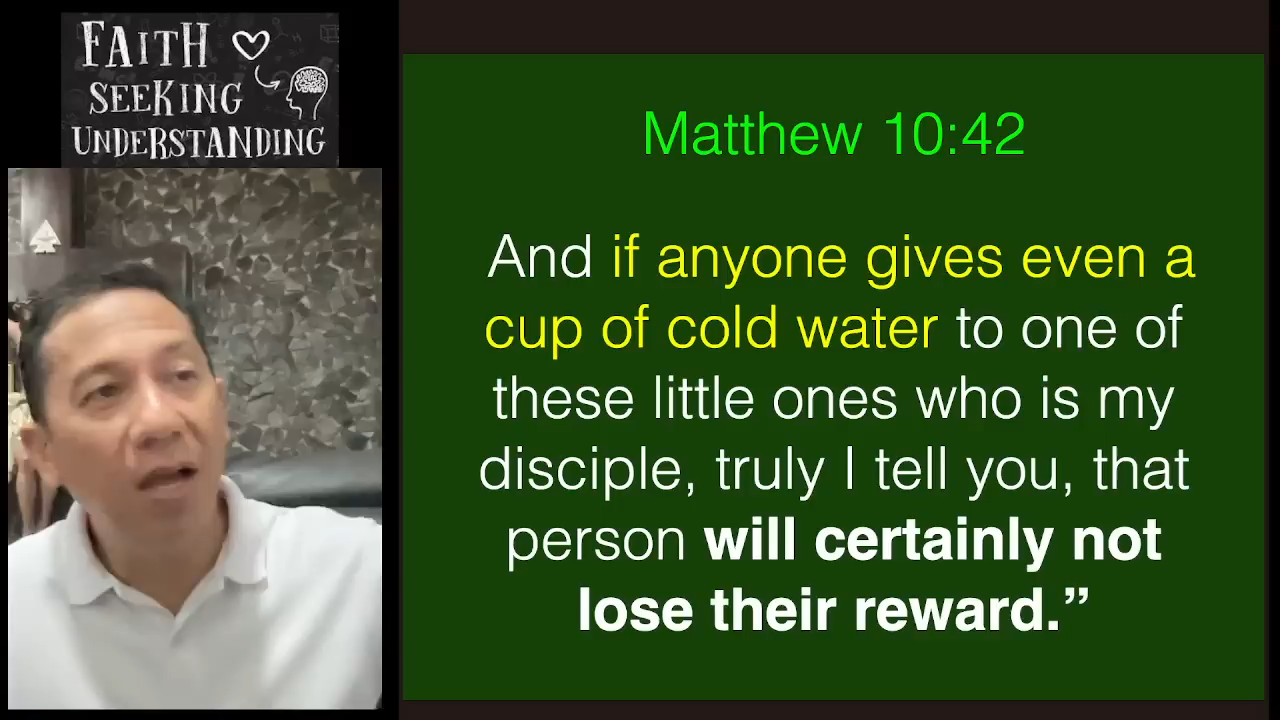 FAITH
SEEKING
UNDERSTANDING
Matthew 10:42
And if anyone gives even a
cup of cold water to one of
these little ones who is my
disciple, truly I tell you, that
person will certainly not
lose their reward.”